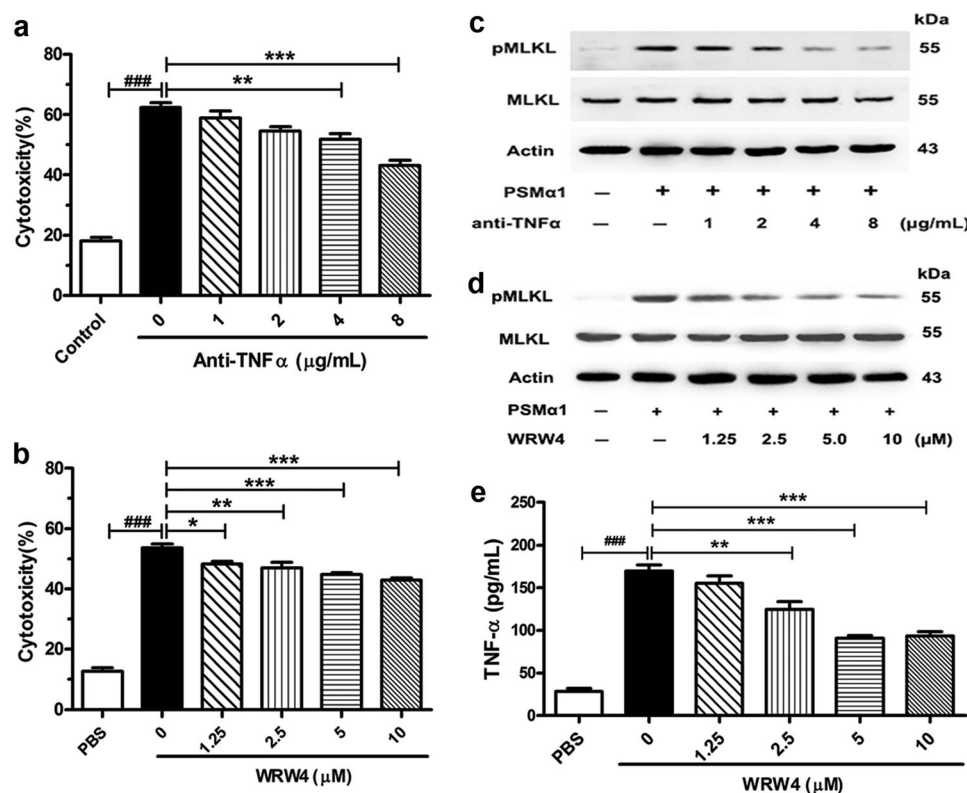 a
Cytotoxicity(%)
80
60
40
20
0
###
**
***
Control
0
1
2
4
8
Anti-TNF α (μg/mL)
b
Cytotoxicity(%)
80
60
40
20
0
###
*
**
***
***
PBS
0
1.25
2.5
5
10
WRW4 (μM)
c
kDa
pMLKL 55
MLKL 55
Actin 43
PSMα1 — + + + + +
anti-TNFα — — 1 2 4 8 (μg/mL)
d
kDa
pMLKL 55
MLKL 55
Actin 43
PSMα1 — + + + + +
WRW4 — — 1.25 2.5 5.0 10 (μM)
e
TNF-α (pg/mL)
250
200
150
100
50
0
###
**
***
***
PBS
0
1.25
2.5
5
10
WRW4 (μM)